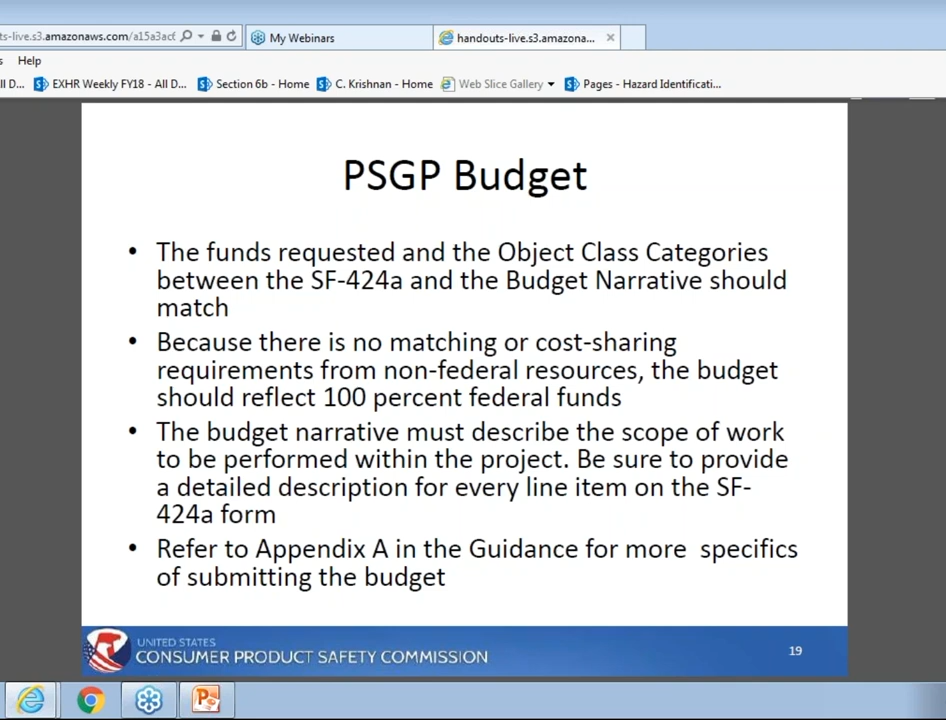 ts-live.s3.amazonaws.com/a15a3acf
My Webinars
handouts-live.s3.amazona...
Help
ll D...
EXHR Weekly FY18 - All D...
Section 6b - Home
C. Krishnan - Home
Web Slice Gallery
Pages - Hazard Identificati...
PSGP Budget
• The funds requested and the Object Class Categories
between the SF-424a and the Budget Narrative should
match
• Because there is no matching or cost-sharing
requirements from non-federal resources, the budget
should reflect 100 percent federal funds
• The budget narrative must describe the scope of work
to be performed within the project. Be sure to provide
a detailed description for every line item on the SF-
424a form
• Refer to Appendix A in the Guidance for more specifics
of submitting the budget
UNITED STATES
CONSUMER PRODUCT SAFETY COMMISSION
19